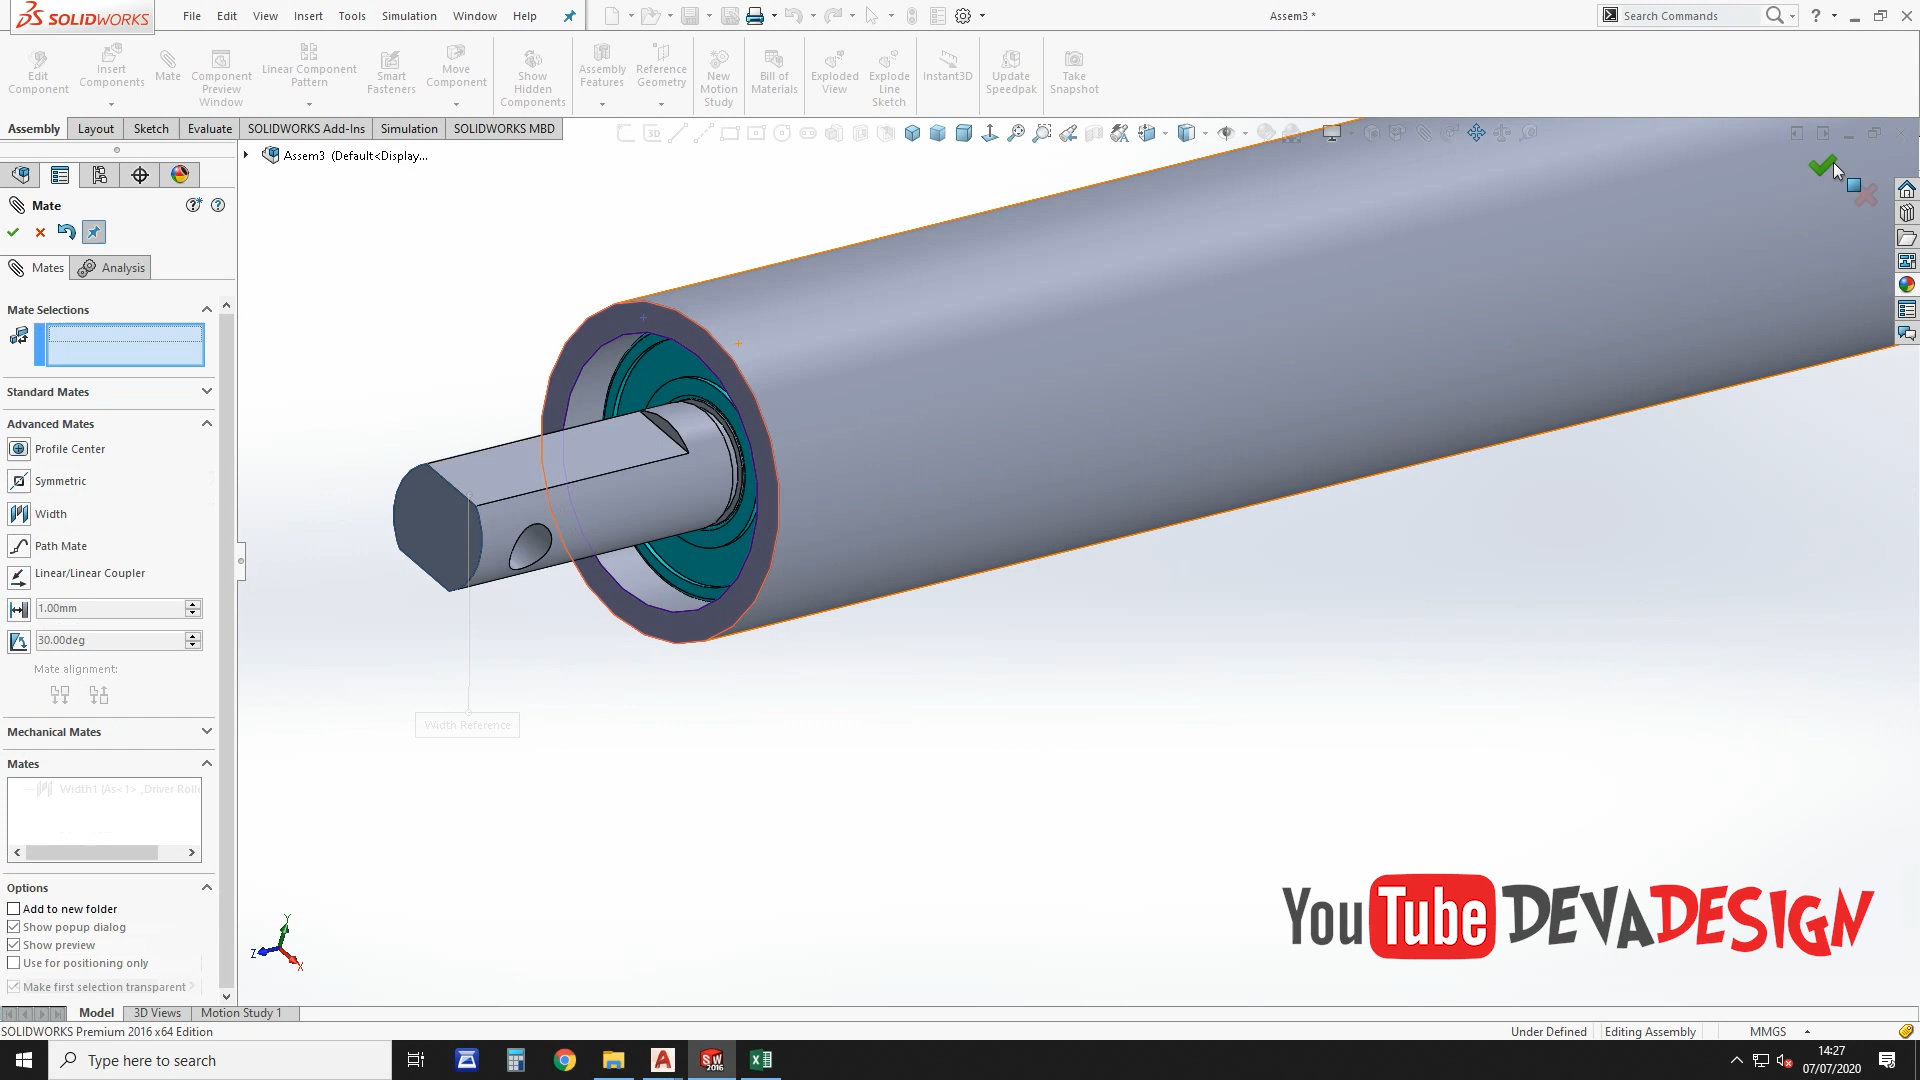 SOLIDWORKS
File Edit View Insert Tools Simulation Window Help
Assem3 *
Search Commands
Edit Component
Insert Components
Mate
Component Preview Window
Linear Component Pattern
Smart Fasteners
Move Component
Show Hidden Components
Assembly Features
Reference Geometry
New Motion Study
Bill of Materials
Exploded View
Explode Line Sketch
Instant3D
Update Speedpak
Take Snapshot
Assembly Layout Sketch Evaluate SOLIDWORKS Add-Ins Simulation SOLIDWORKS MBD
Assem3 (Default<Display...
Mate
Mates Analysis
Mate Selections
Standard Mates
Advanced Mates
Profile Center
Symmetric
Width
Path Mate
Linear/Linear Coupler
1.00mm
30.00deg
Mate alignment:
Mechanical Mates
Mates
Width1 (As<1> ,Driver Rolle
Options
Add to new folder
Show popup dialog
Show preview
Use for positioning only
Make first selection transparent
Width Reference
Y
Z
X
YouTube DEVADESIGN
Model 3D Views Motion Study 1
SOLIDWORKS Premium 2016 x64 Edition
Under Defined Editing Assembly MMGS
Type here to search
SW 2016
14:27
07/07/2020